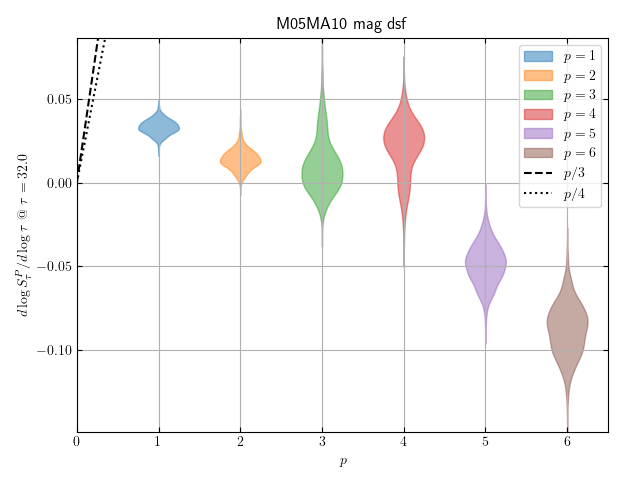 M05MA10 mag dsf
d log S_τ^P / d log τ @ τ = 32.0
0.05
0.00
−0.05
−0.10
0 1 2 3 4 5 6
p
p = 1
p = 2
p = 3
p = 4
p = 5
p = 6
p/3
p/4